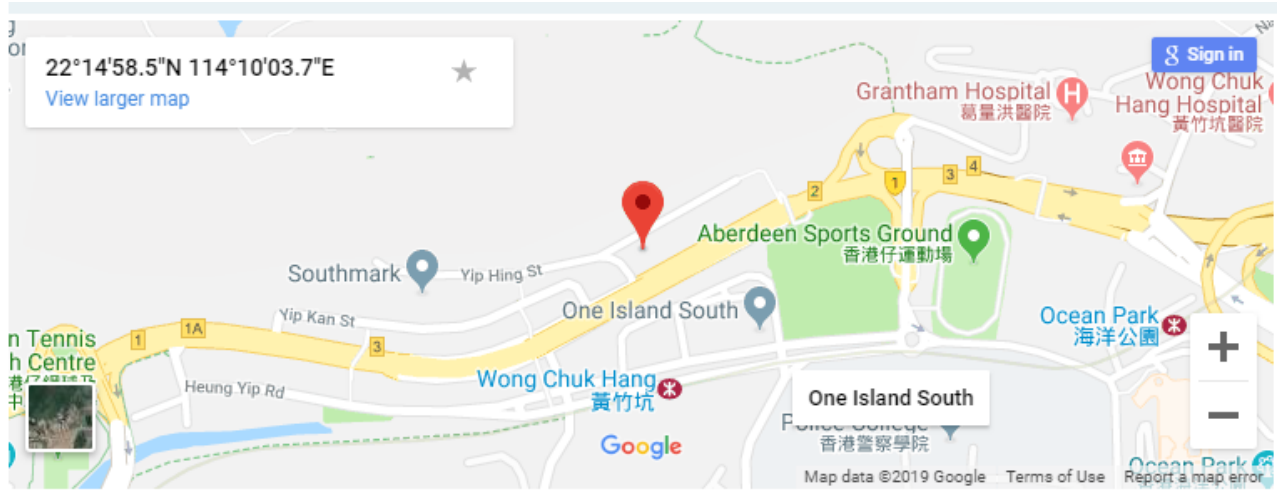 22°14'58.5"N 114°10'03.7"E
View larger map
Sign in
Grantham Hospital
葛量洪醫院
Wong Chuk
Hang Hospital
黃竹坑醫院
4
3
1
2
Aberdeen Sports Ground
香港仔運動場
Southmark
Yip Hing St
One Island South
Yip Kan St
Ocean Park
海洋公園
1A
1
3
n Tennis
h Centre
中
Heung Yip Rd
Wong Chuk Hang
黃竹坑
One Island South
Police College
香港警察學院
Google
Ocean Park
Map data ©2019 Google
Terms of Use
Report a map error